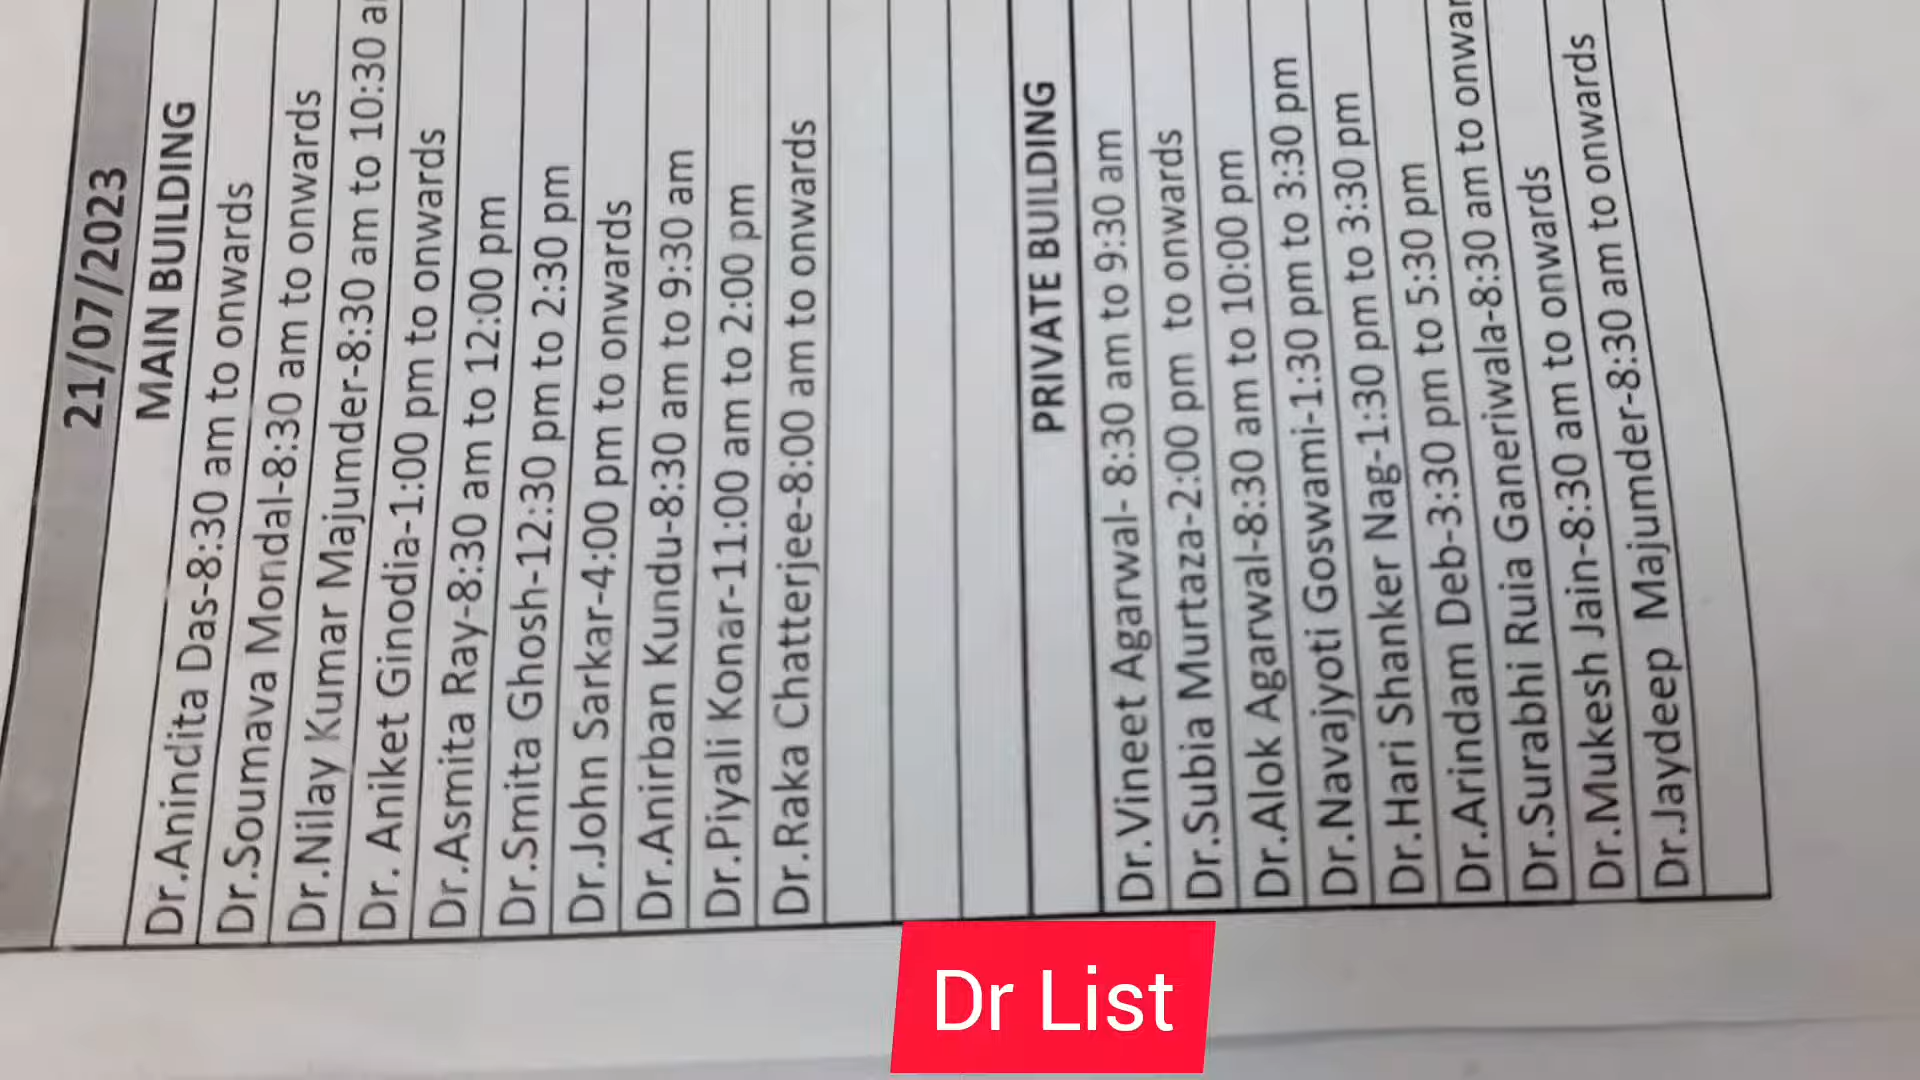 21/07/2023
MAIN BUILDING
Dr.Anindita Das-8:30 am to onwards
Dr.Soumava Mondal-8:30 am to onwards
Dr.Nilay Kumar Majumder-8:30 am to 10:30
Dr. Aniket Ginodia-1:00 pm to onwards
Dr.Asmita Ray-8:30 am to 12:00 pm
Dr.Smita Ghosh-12:30 pm to 2:30 pm
Dr.John Sarkar-4:00 pm to onwards
Dr.Anirban Kundu-8:30 am to 9:30 am
Dr.Piyali Konar-11:00 am to 2:00 pm
Dr.Raka Chatterjee-8:00 am to onwards
PRIVATE BUILDING
Dr.Vineet Agarwal- 8:30 am to 9:30 am
Dr.Subia Murtaza-2:00 pm to onwards
Dr.Alok Agarwal-8:30 am to 10:00 pm
Dr.Navajyoti Goswami-1:30 pm to 3:30 pm
Dr.Hari Shanker Nag-1:30 pm to 3:30 pm
Dr.Arindam Deb-3:30 pm to 5:30 pm
Dr.Surabhi Ruia Ganeriwala-8:30 am to
Dr.Mukesh Jain-8:30 am to onwards
Dr.Jaydeep Majumder-8:30 am to onwards
Dr List